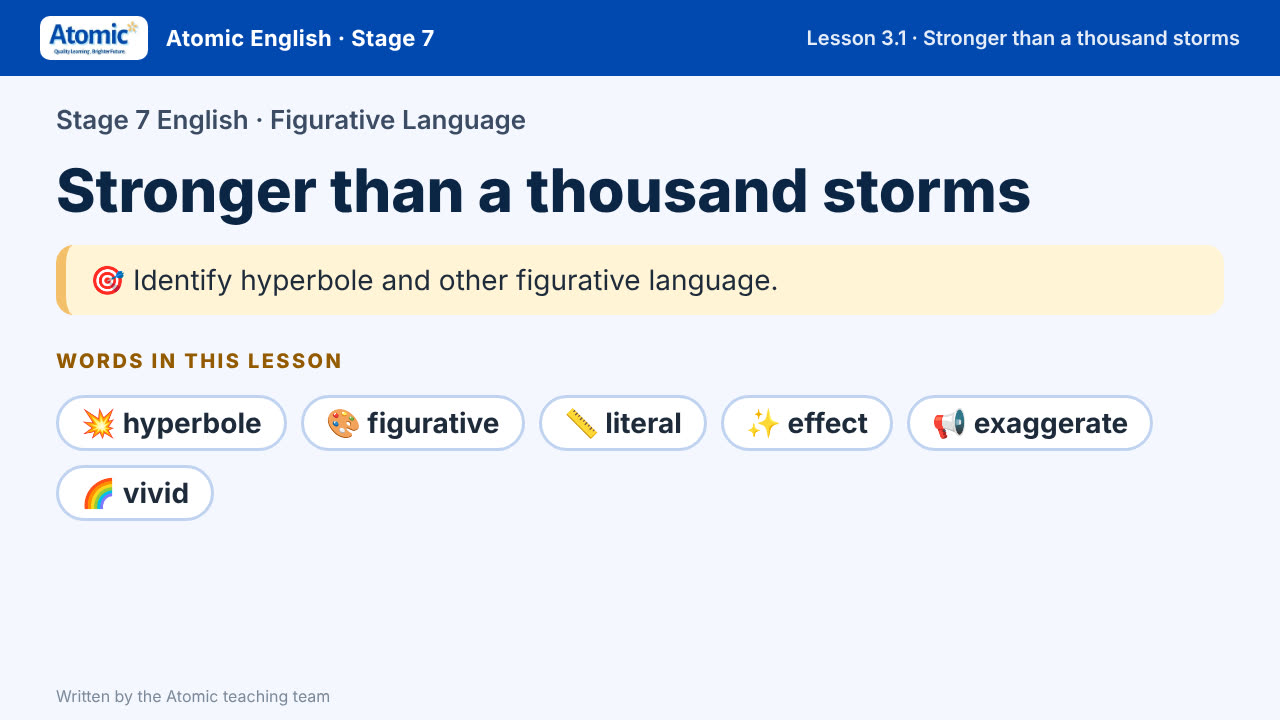 Atomic
Quality Learning. Brighter Future.
Atomic English · Stage 7
Lesson 3.1 · Stronger than a thousand storms
Stage 7 English · Figurative Language
Stronger than a thousand storms
🎯 Identify hyperbole and other figurative language.
WORDS IN THIS LESSON
💥 hyperbole
🎨 figurative
📏 literal
✨ effect
📢 exaggerate
🌈 vivid
Written by the Atomic teaching team